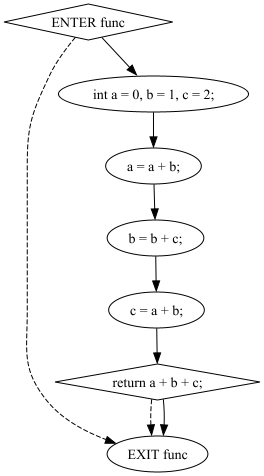 ENTER func
int a = 0, b = 1, c = 2;
a = a + b;
b = b + c;
c = a + b;
return a + b + c;
EXIT func